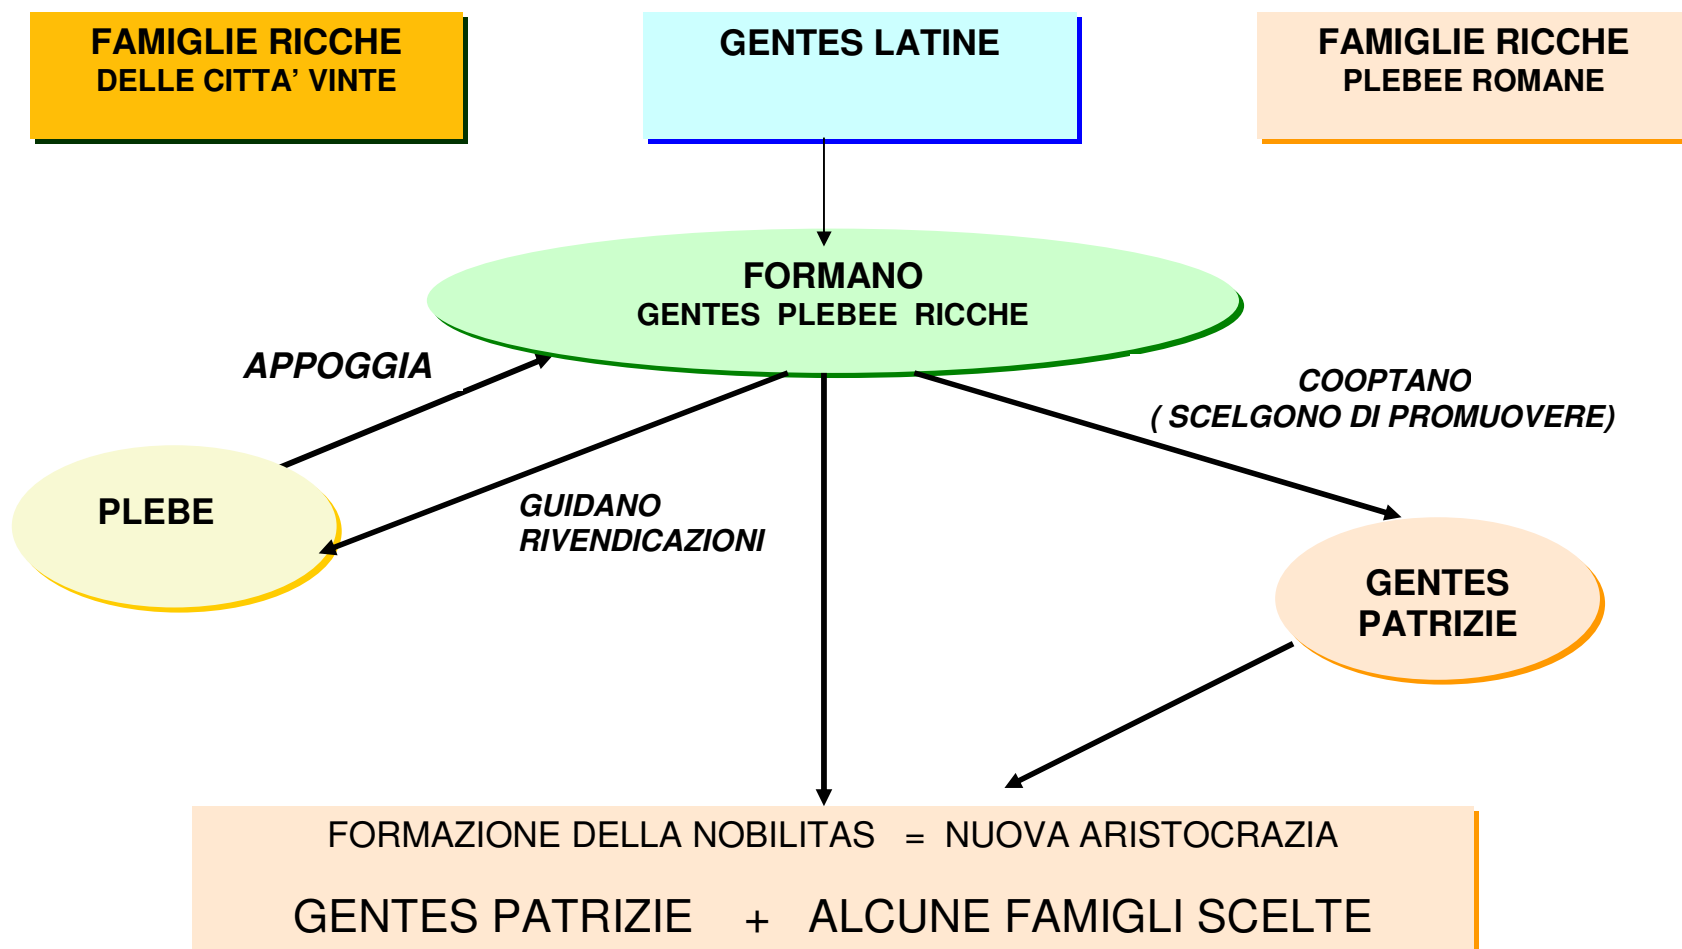 FAMIGLIE RICCHE
DELLE CITTA' VINTE
GENTES LATINE
FAMIGLIE RICCHE
PLEBEE ROMANE
FORMANO
GENTES PLEBEE RICCHE
APPOGGIA
COOPTANO
( SCELGONO DI PROMUOVERE)
PLEBE
GUIDANO
RIVENDICAZIONI
GENTES
PATRIZIE
FORMAZIONE DELLA NOBILITAS = NUOVA ARISTOCRAZIA
GENTES PATRIZIE + ALCUNE FAMIGLI SCELTE